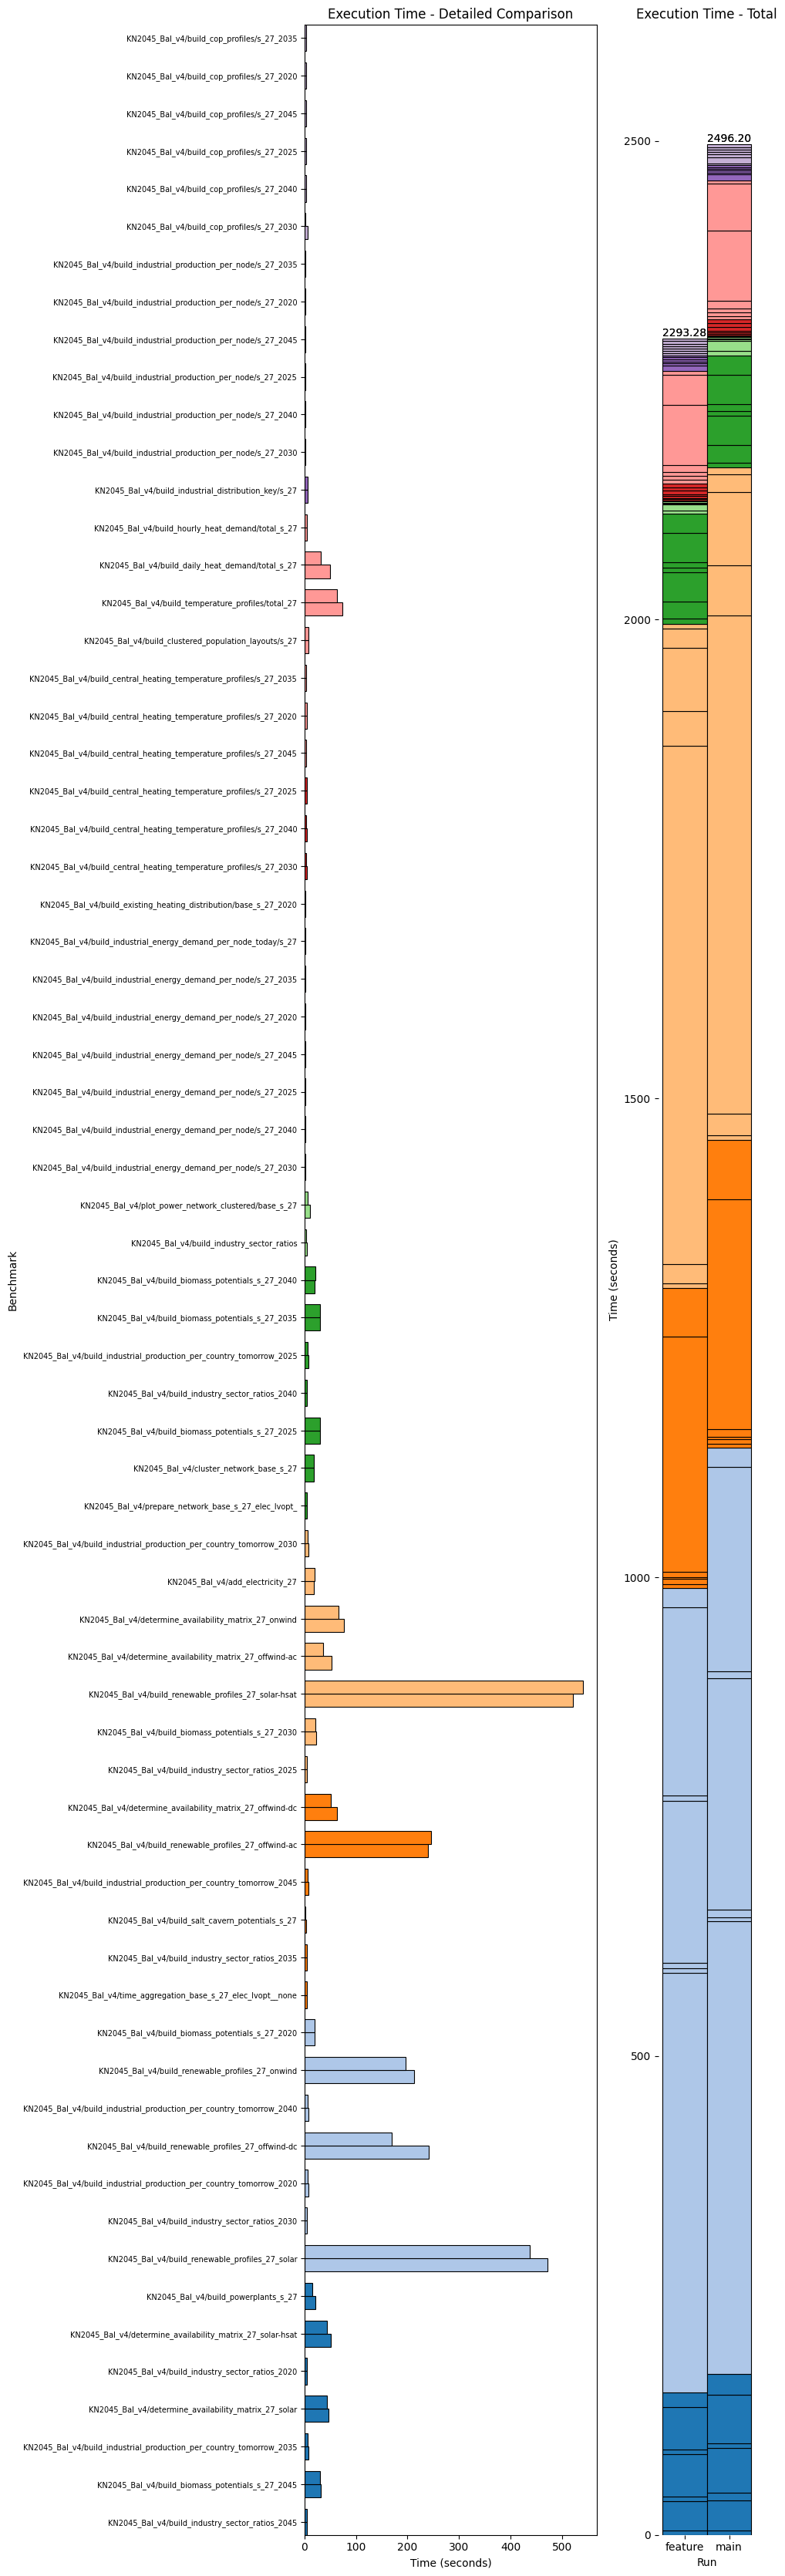 Execution Time - Detailed Comparison
KN2045_Bal_v4/build_cop_profiles/s_27_2035
KN2045_Bal_v4/build_cop_profiles/s_27_2020
KN2045_Bal_v4/build_cop_profiles/s_27_2045
KN2045_Bal_v4/build_cop_profiles/s_27_2025
KN2045_Bal_v4/build_cop_profiles/s_27_2040
KN2045_Bal_v4/build_cop_profiles/s_27_2030
KN2045_Bal_v4/build_industrial_production_per_node/s_27_2035
KN2045_Bal_v4/build_industrial_production_per_node/s_27_2020
KN2045_Bal_v4/build_industrial_production_per_node/s_27_2045
KN2045_Bal_v4/build_industrial_production_per_node/s_27_2025
KN2045_Bal_v4/build_industrial_production_per_node/s_27_2040
KN2045_Bal_v4/build_industrial_production_per_node/s_27_2030
KN2045_Bal_v4/build_industrial_distribution_key/s_27
KN2045_Bal_v4/build_hourly_heat_demand/total_s_27
KN2045_Bal_v4/build_daily_heat_demand/total_s_27
KN2045_Bal_v4/build_temperature_profiles/total_27
KN2045_Bal_v4/build_clustered_population_layouts/s_27
KN2045_Bal_v4/build_central_heating_temperature_profiles/s_27_2035
KN2045_Bal_v4/build_central_heating_temperature_profiles/s_27_2020
KN2045_Bal_v4/build_central_heating_temperature_profiles/s_27_2045
KN2045_Bal_v4/build_central_heating_temperature_profiles/s_27_2025
KN2045_Bal_v4/build_central_heating_temperature_profiles/s_27_2040
KN2045_Bal_v4/build_central_heating_temperature_profiles/s_27_2030
KN2045_Bal_v4/build_existing_heating_distribution/base_s_27_2020
KN2045_Bal_v4/build_industrial_energy_demand_per_node_today/s_27
KN2045_Bal_v4/build_industrial_energy_demand_per_node/s_27_2035
KN2045_Bal_v4/build_industrial_energy_demand_per_node/s_27_2020
KN2045_Bal_v4/build_industrial_energy_demand_per_node/s_27_2045
KN2045_Bal_v4/build_industrial_energy_demand_per_node/s_27_2025
KN2045_Bal_v4/build_industrial_energy_demand_per_node/s_27_2040
KN2045_Bal_v4/build_industrial_energy_demand_per_node/s_27_2030
KN2045_Bal_v4/plot_power_network_clustered/base_s_27
KN2045_Bal_v4/build_industry_sector_ratios
KN2045_Bal_v4/build_biomass_potentials_s_27_2040
KN2045_Bal_v4/build_biomass_potentials_s_27_2035
KN2045_Bal_v4/build_industrial_production_per_country_tomorrow_2025
KN2045_Bal_v4/build_industry_sector_ratios_2040
KN2045_Bal_v4/build_biomass_potentials_s_27_2025
KN2045_Bal_v4/cluster_network_base_s_27
KN2045_Bal_v4/prepare_network_base_s_27_elec_lvopt_
KN2045_Bal_v4/build_industrial_production_per_country_tomorrow_2030
KN2045_Bal_v4/add_electricity_27
KN2045_Bal_v4/determine_availability_matrix_27_onwind
KN2045_Bal_v4/determine_availability_matrix_27_offwind-ac
KN2045_Bal_v4/build_renewable_profiles_27_solar-hsat
KN2045_Bal_v4/build_biomass_potentials_s_27_2030
KN2045_Bal_v4/build_industry_sector_ratios_2025
KN2045_Bal_v4/determine_availability_matrix_27_offwind-dc
KN2045_Bal_v4/build_renewable_profiles_27_offwind-ac
KN2045_Bal_v4/build_industrial_production_per_country_tomorrow_2045
KN2045_Bal_v4/build_salt_cavern_potentials_s_27
KN2045_Bal_v4/build_industry_sector_ratios_2035
KN2045_Bal_v4/time_aggregation_base_s_27_elec_lvopt__none
KN2045_Bal_v4/build_biomass_potentials_s_27_2020
KN2045_Bal_v4/build_renewable_profiles_27_onwind
KN2045_Bal_v4/build_industrial_production_per_country_tomorrow_2040
KN2045_Bal_v4/build_renewable_profiles_27_offwind-dc
KN2045_Bal_v4/build_industrial_production_per_country_tomorrow_2020
KN2045_Bal_v4/build_industry_sector_ratios_2030
KN2045_Bal_v4/build_renewable_profiles_27_solar
KN2045_Bal_v4/build_powerplants_s_27
KN2045_Bal_v4/determine_availability_matrix_27_solar-hsat
KN2045_Bal_v4/build_industry_sector_ratios_2020
KN2045_Bal_v4/determine_availability_matrix_27_solar
KN2045_Bal_v4/build_industrial_production_per_country_tomorrow_2035
KN2045_Bal_v4/build_biomass_potentials_s_27_2045
KN2045_Bal_v4/build_industry_sector_ratios_2045
Benchmark
0 100 200 300 400 500
Time (seconds)
Execution Time - Total
2500
2000
1500
1000
500
0
Time (seconds)
2293.28
2496.20
feature main
Run